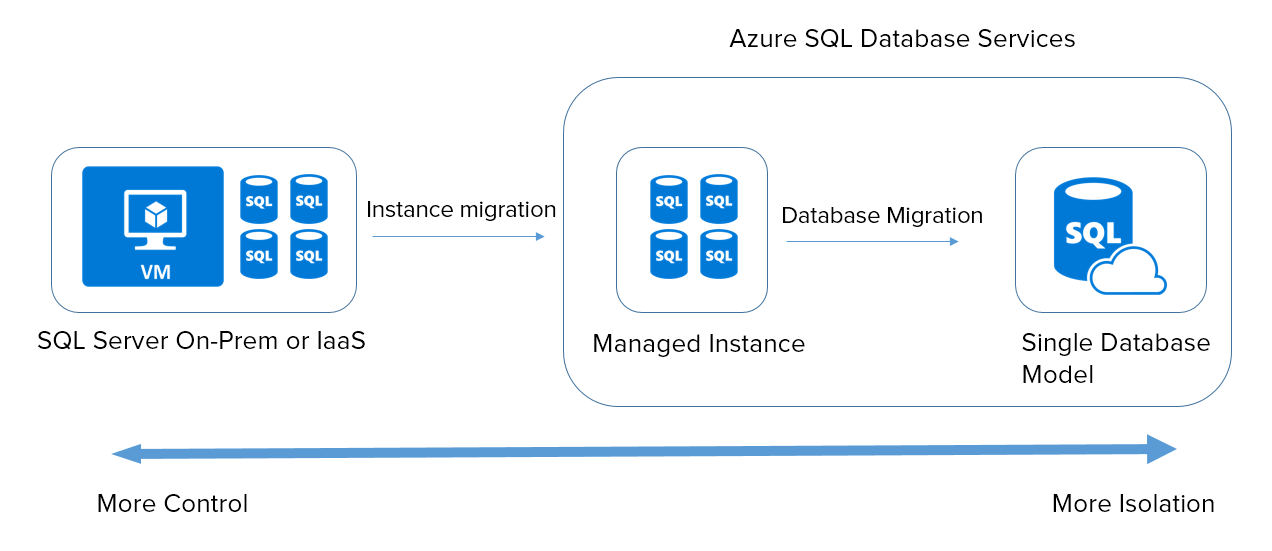 Azure SQL Database Services
VM
SQL
SQL
SQL
SQL
Instance migration
SQL
SQL
SQL
SQL
Database Migration
SQL
SQL Server On-Prem or IaaS
Managed Instance
Single Database
Model
More Control
More Isolation